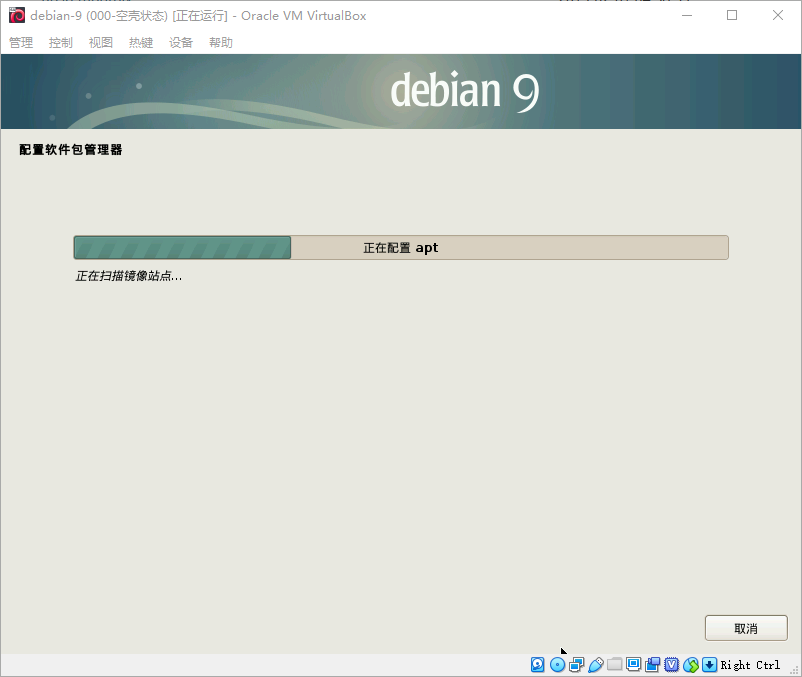 debian-9 (000-空壳状态) [正在运行] - Oracle VM VirtualBox
管理 控制 视图 热键 设备 帮助
debian 9
配置软件包管理器
正在配置 apt
正在扫描镜像站点...
取消
Right Ctrl